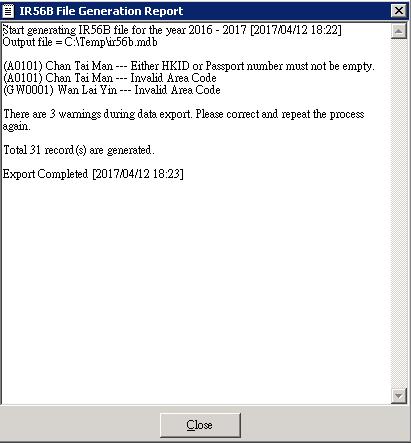 IR56B File Generation Report
Start generating IR56B file for the year 2016 - 2017 [2017/04/12 18:22]
Output file = C:\Temp\ir56b.mdb
(A0101) Chan Tai Man --- Either HKID or Passport number must not be empty.
(A0101) Chan Tai Man --- Invalid Area Code
(GW0001) Wan Lai Yin --- Invalid Area Code
There are 3 warnings during data export. Please correct and repeat the process
again.
Total 31 record(s) are generated.
Export Completed [2017/04/12 18:23]
Close